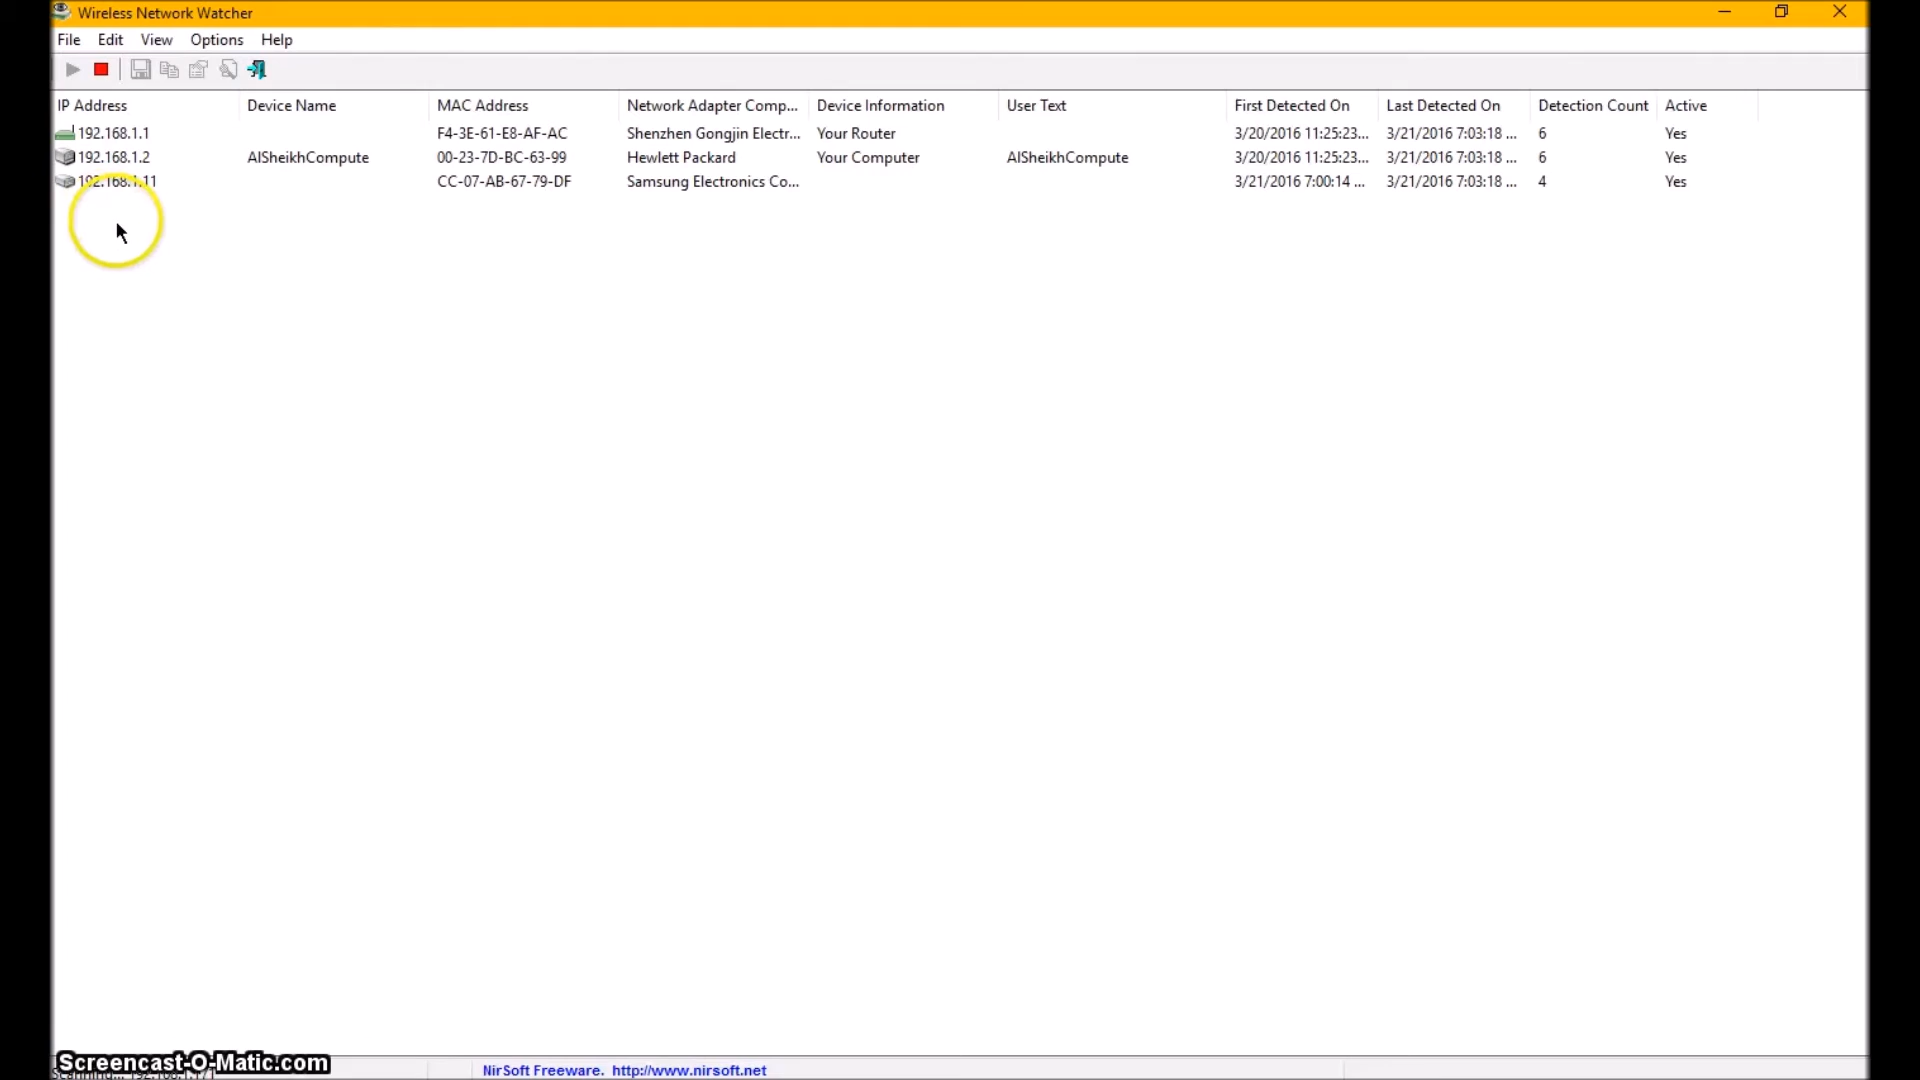 Wireless Network Watcher
File Edit View Options Help
IP Address Device Name MAC Address Network Adapter Comp... Device Information User Text First Detected On Last Detected On Detection Count Active
192.168.1.1 F4-3E-61-E8-AF-AC Shenzhen Gongjin Electr... Your Router 3/20/2016 11:25:23... 3/21/2016 7:03:18 ... 6 Yes
192.168.1.2 AlSheikhCompute 00-23-7D-BC-63-99 Hewlett Packard Your Computer AlSheikhCompute 3/20/2016 11:25:23... 3/21/2016 7:03:18 ... 6 Yes
192.168.1.11 CC-07-AB-67-79-DF Samsung Electronics Co... 3/21/2016 7:00:14 ... 3/21/2016 7:03:18 ... 4 Yes
Screencast-O-Matic.com
NirSoft Freeware. http://www.nirsoft.net